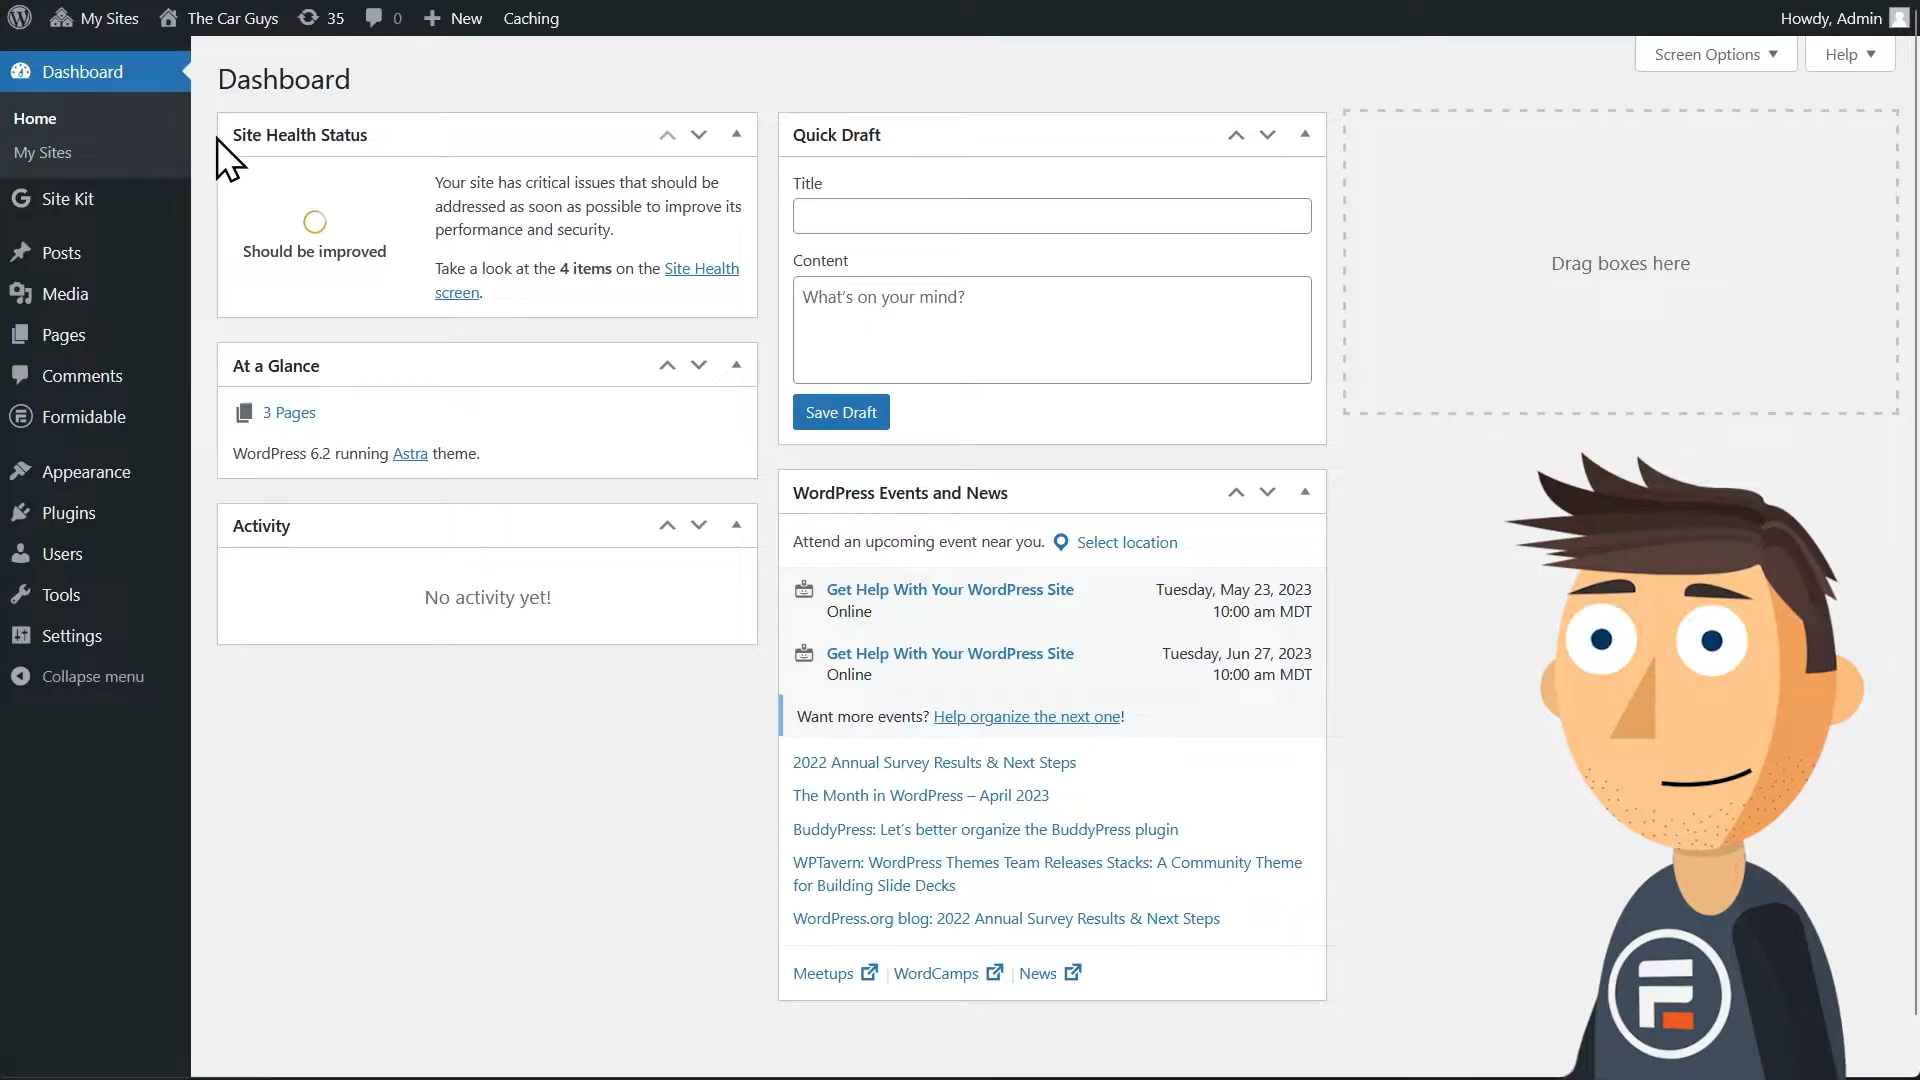 My Sites
The Car Guys
35
0
New
Caching
Howdy, Admin
Screen Options
Help
Dashboard
Home
My Sites
Site Kit
Posts
Media
Pages
Comments
Formidable
Appearance
Plugins
Users
Tools
Settings
Collapse menu
Dashboard
Site Health Status
Should be improved
Your site has critical issues that should be
addressed as soon as possible to improve its
performance and security.
Take a look at the 4 items on the Site Health
screen.
At a Glance
3 Pages
WordPress 6.2 running Astra theme.
Activity
No activity yet!
Quick Draft
Title
Content
What's on your mind?
Save Draft
WordPress Events and News
Attend an upcoming event near you. Select location
Get Help With Your WordPress Site Tuesday, May 23, 2023
Online 10:00 am MDT
Get Help With Your WordPress Site Tuesday, Jun 27, 2023
Online 10:00 am MDT
Want more events? Help organize the next one!
2022 Annual Survey Results & Next Steps
The Month in WordPress – April 2023
BuddyPress: Let's better organize the BuddyPress plugin
WPTavern: WordPress Themes Team Releases Stacks: A Community Theme
for Building Slide Decks
WordPress.org blog: 2022 Annual Survey Results & Next Steps
Meetups | WordCamps | News
Drag boxes here